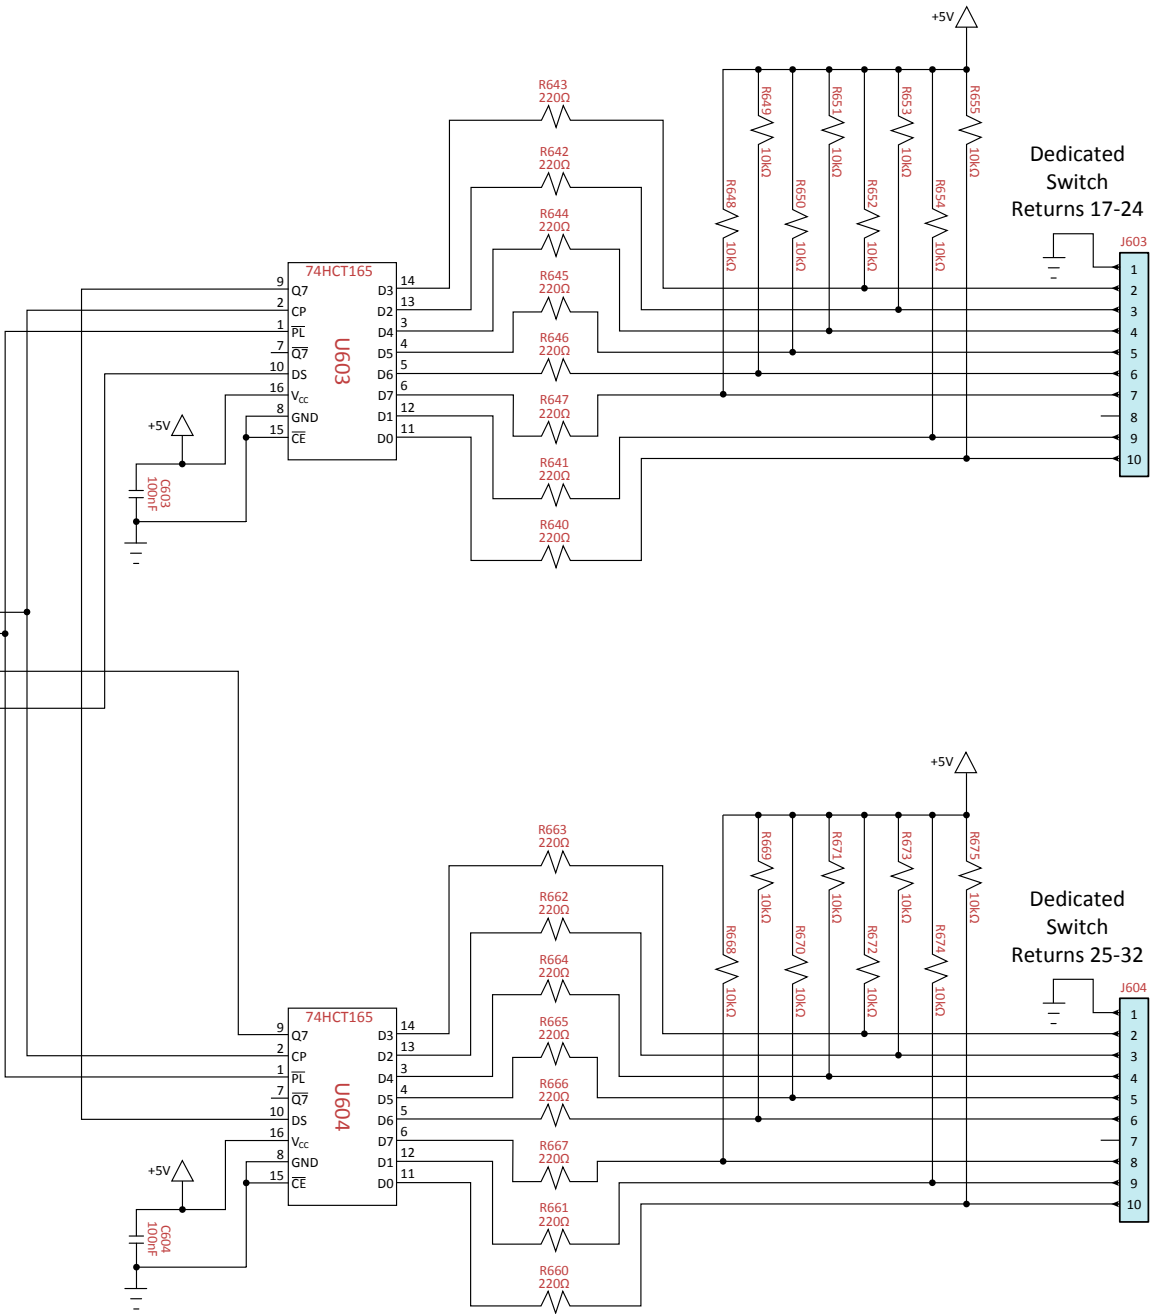 +5V
R643
220Ω
R649
10kΩ
R651
10kΩ
R653
10kΩ
R655
10kΩ
Dedicated
Switch
Returns 17-24
R642
220Ω
R648
10kΩ
R650
10kΩ
R652
10kΩ
R654
10kΩ
R644
220Ω
J603
1
2
3
4
5
6
7
8
9
10
74HCT165
U603
9 Q7
2 CP
1 PL
7 Q7
10 DS
16 VCC
8 GND
15 CE
D3 14
D2 13
D4 3
D5 4
D6 5
D7 6
D1 12
D0 11
R645
220Ω
R646
220Ω
R647
220Ω
R641
220Ω
R640
220Ω
+5V
C603
100nF
+5V
R663
220Ω
R669
10kΩ
R671
10kΩ
R673
10kΩ
R675
10kΩ
Dedicated
Switch
Returns 25-32
R662
220Ω
R668
10kΩ
R670
10kΩ
R672
10kΩ
R674
10kΩ
R664
220Ω
J604
1
2
3
4
5
6
7
8
9
10
74HCT165
U604
9 Q7
2 CP
1 PL
7 Q7
10 DS
16 VCC
8 GND
15 CE
D3 14
D2 13
D4 3
D5 4
D6 5
D7 6
D1 12
D0 11
R665
220Ω
R666
220Ω
R667
220Ω
R661
220Ω
R660
220Ω
+5V
C604
100nF